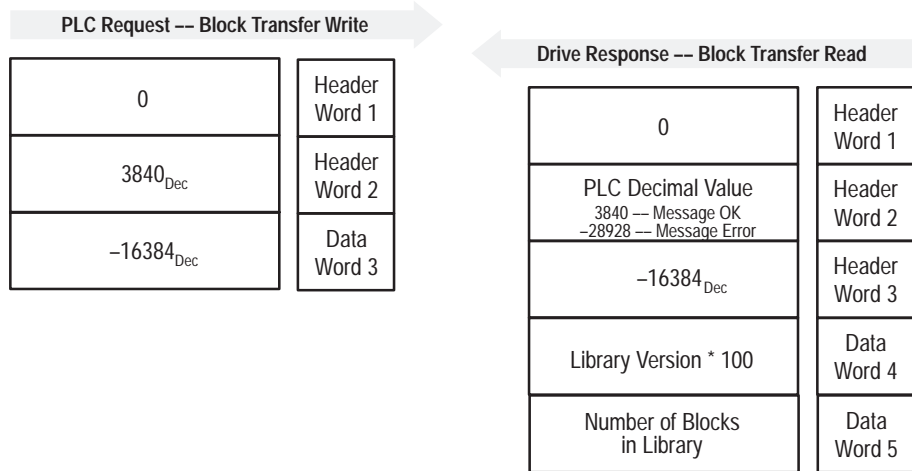 PLC Request –– Block Transfer Write
0
Header
Word 1
3840Dec
Header
Word 2
–16384Dec
Data
Word 3
Drive Response –– Block Transfer Read
0
Header
Word 1
PLC Decimal Value
3840 –– Message OK
–28928 –– Message Error
Header
Word 2
–16384 Dec
Header
Word 3
Library Version * 100
Data
Word 4
Number of Blocks
in Library
Data
Word 5